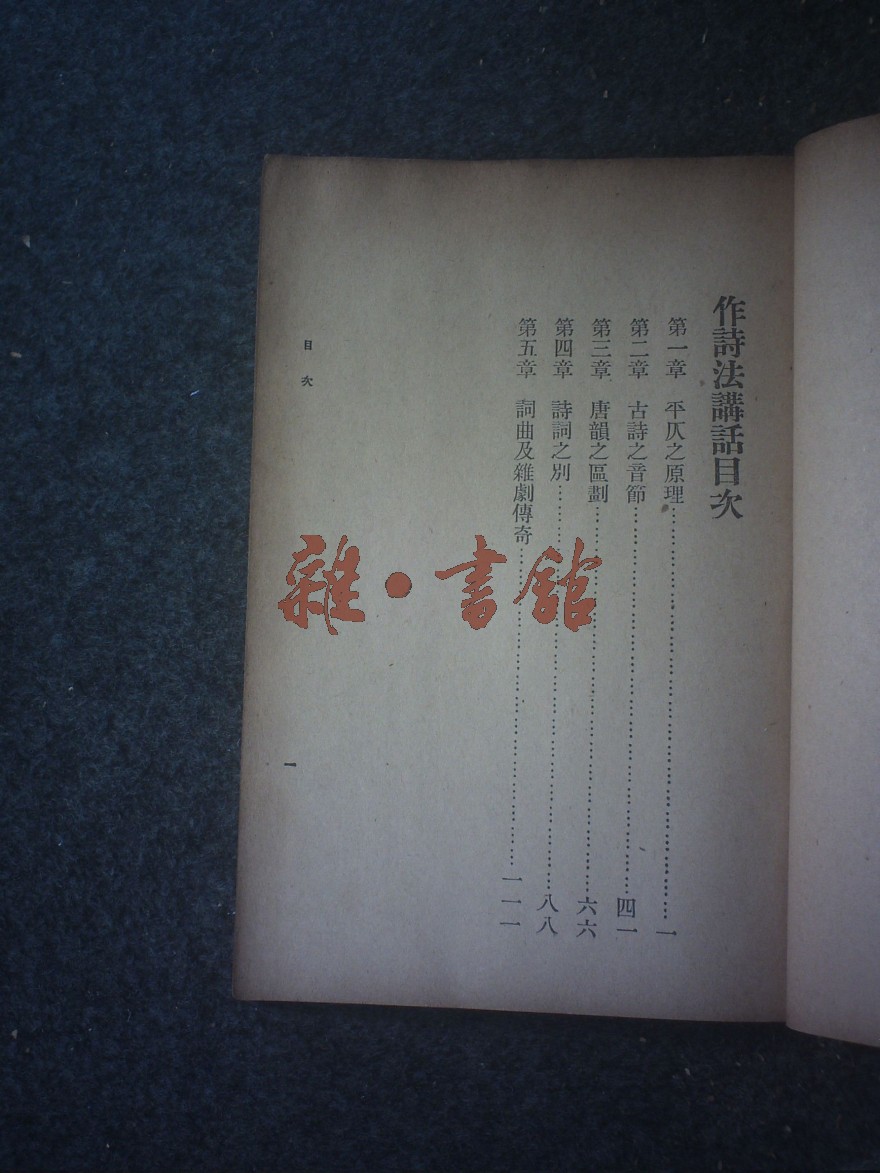 作詩法講話目次
第一章　平仄之原理……………一
第二章　古詩之音節……………四一
第三章　唐韻之區劃……………六六
第四章　詩詞之別……………八八
第五章　詞曲及雜劇傳奇……………一一一
目次
一
雜・書館